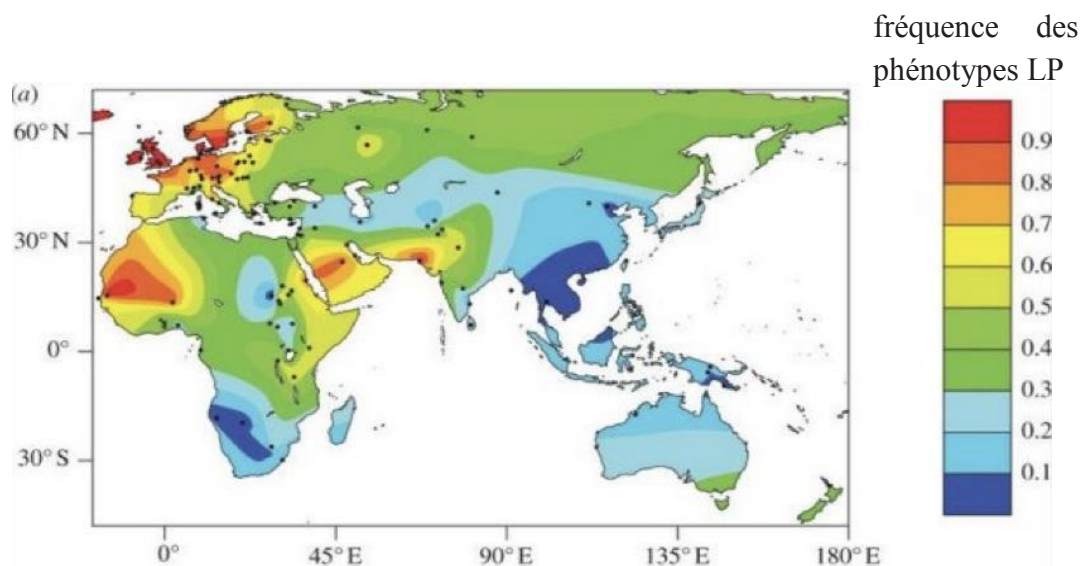 fréquence des
phénotypes LP
(a)
60° N
30° N
0°
30° S
0°
45° E
90° E
135° E
180° E
0.9
0.8
0.7
0.6
0.5
0.4
0.3
0.2
0.1